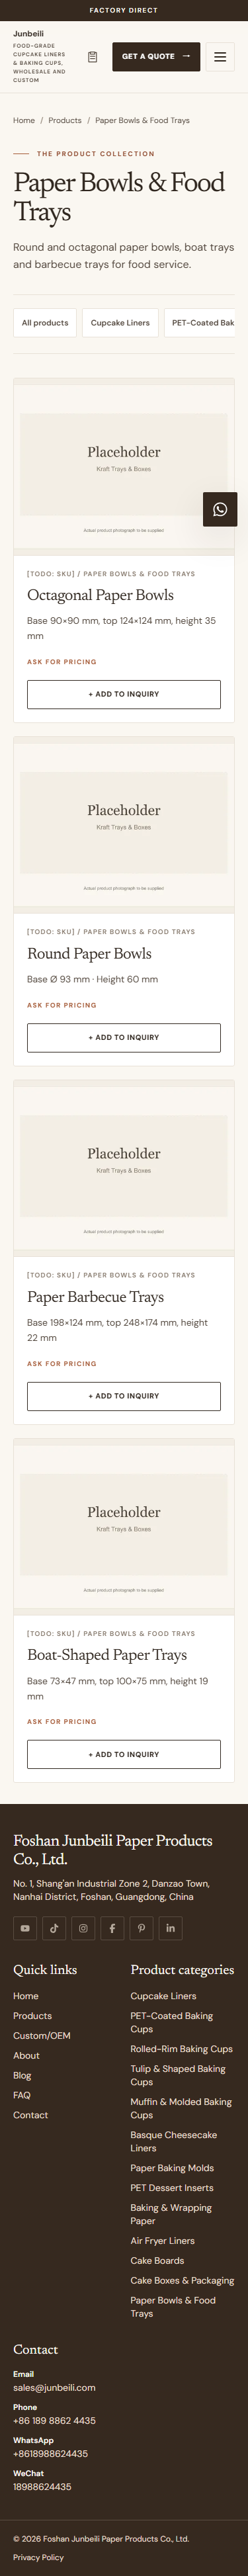 FACTORY DIRECT
Junbeili
FOOD-GRADE
CUPCAKE LINERS
& BAKING CUPS,
WHOLESALE AND
CUSTOM
GET A QUOTE →
Home / Products / Paper Bowls & Food Trays
THE PRODUCT COLLECTION
Paper Bowls & Food
Trays
Round and octagonal paper bowls, boat trays
and barbecue trays for food service.
All products
Cupcake Liners
PET-Coated Bak
Placeholder
Kraft Trays & Boxes
Actual product photograph to be supplied
[TODO: SKU] / PAPER BOWLS & FOOD TRAYS
Octagonal Paper Bowls
Base 90×90 mm, top 124×124 mm, height 35
mm
ASK FOR PRICING
+ ADD TO INQUIRY
Placeholder
Kraft Trays & Boxes
Actual product photograph to be supplied
[TODO: SKU] / PAPER BOWLS & FOOD TRAYS
Round Paper Bowls
Base Ø 93 mm · Height 60 mm
ASK FOR PRICING
+ ADD TO INQUIRY
Placeholder
Kraft Trays & Boxes
Actual product photograph to be supplied
[TODO: SKU] / PAPER BOWLS & FOOD TRAYS
Paper Barbecue Trays
Base 198×124 mm, top 248×174 mm, height
22 mm
ASK FOR PRICING
+ ADD TO INQUIRY
Placeholder
Kraft Trays & Boxes
Actual product photograph to be supplied
[TODO: SKU] / PAPER BOWLS & FOOD TRAYS
Boat-Shaped Paper Trays
Base 73×47 mm, top 100×75 mm, height 19
mm
ASK FOR PRICING
+ ADD TO INQUIRY
Foshan Junbeili Paper Products
Co., Ltd.
No. 1, Shang'an Industrial Zone 2, Danzao Town,
Nanhai District, Foshan, Guangdong, China
Quick links
Home
Products
Custom/OEM
About
Blog
FAQ
Contact
Product categories
Cupcake Liners
PET-Coated Baking
Cups
Rolled-Rim Baking Cups
Tulip & Shaped Baking
Cups
Muffin & Molded Baking
Cups
Basque Cheesecake
Liners
Paper Baking Molds
PET Dessert Inserts
Baking & Wrapping
Paper
Air Fryer Liners
Cake Boards
Cake Boxes & Packaging
Paper Bowls & Food
Trays
Contact
Email
sales@junbeili.com
Phone
+86 189 8862 4435
WhatsApp
+8618988624435
WeChat
18988624435
© 2026 Foshan Junbeili Paper Products Co., Ltd.
Privacy Policy